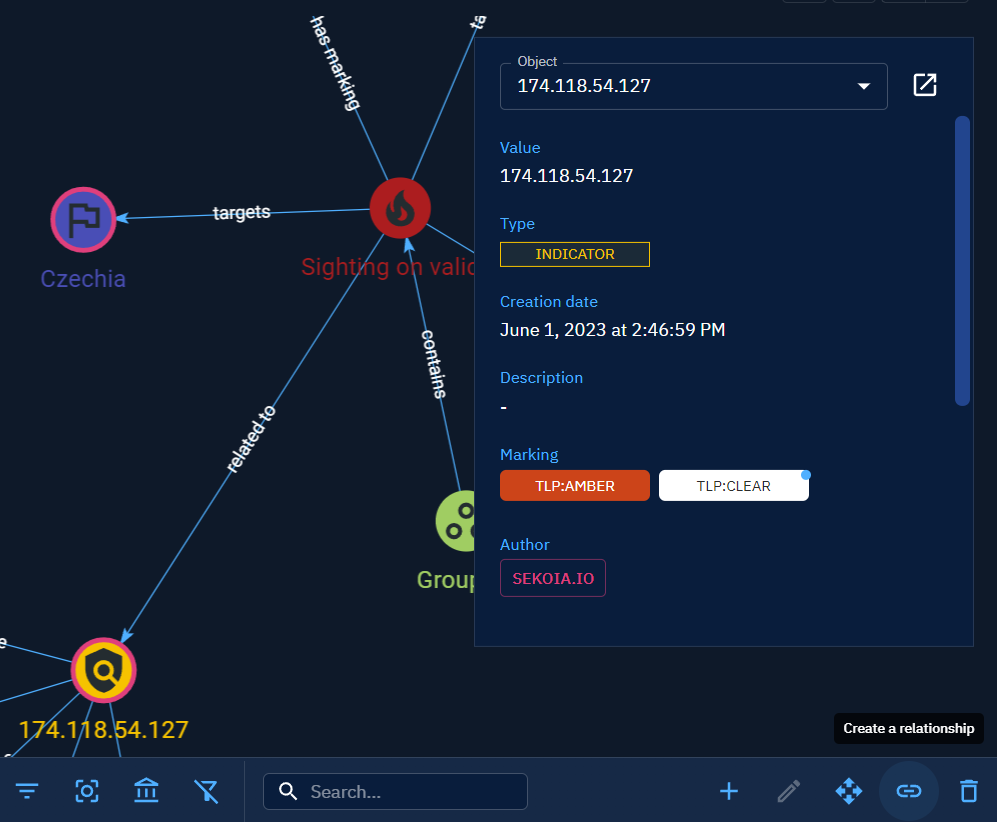 has marking
Object
174.118.54.127
Value
174.118.54.127
targets
Type
INDICATOR
Czechia
Sighting on valid
Creation date
June 1, 2023 at 2:46:59 PM
contains
Description
-
related to
Marking
TLP:AMBER TLP:CLEAR
Author
Group
SEKOIA.IO
174.118.54.127
Create a relationship
Search...